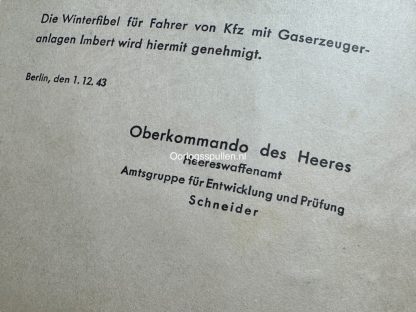 Die Winterfibel für Fahrer von Kfz mit Gaserzeuger-
anlagen Imbert wird hiermit genehmigt.
Berlin, den 1. 12. 43
Oberkommando des Heeres
Oorlogsspullen.nl
Heereswaffenamt
Amtsgruppe für Entwicklung und Prüfung
Schneider